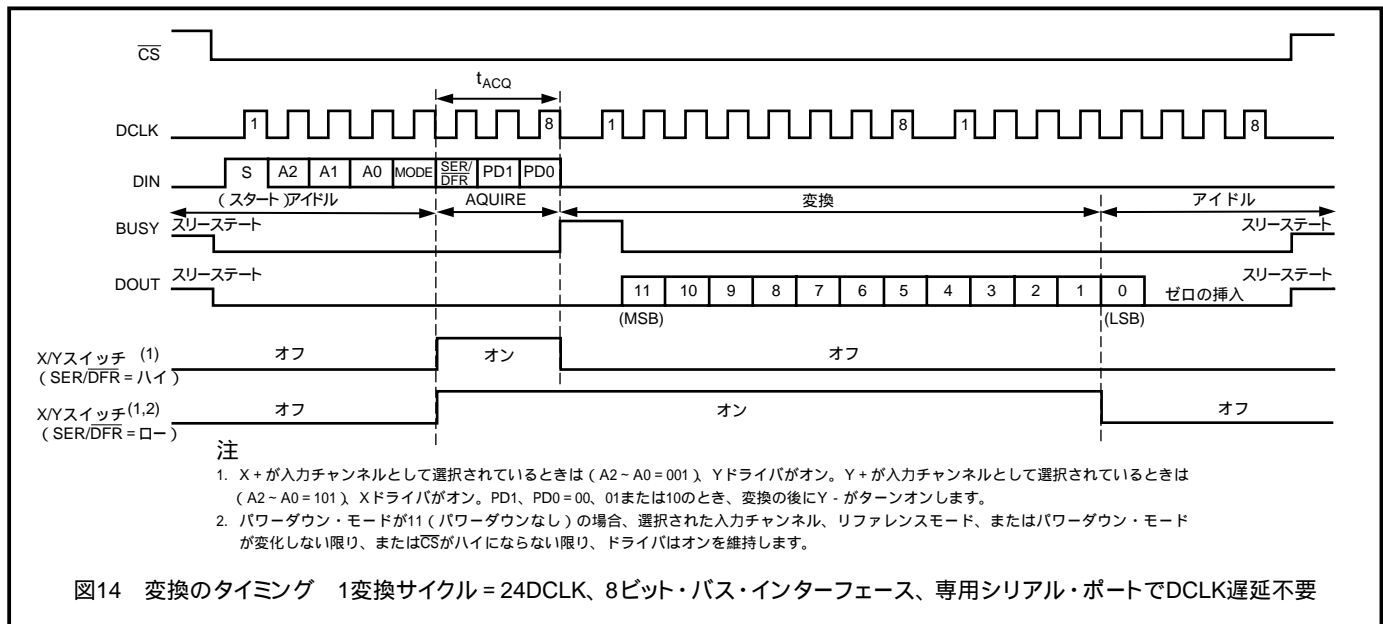 CS
tACQ
DCLK 1 8 1 8 1 8
DIN S A2 A1 A0 MODE SER/DFR PD1 PD0
(スタート)アイドル AQUIRE 変換 アイドル
BUSY スリーステート スリーステート
DOUT スリーステート 11 10 9 8 7 6 5 4 3 2 1 0 ゼロの挿入 スリーステート
(MSB) (LSB)
X/Yスイッチ (1) オフ オン オフ
(SER/DFR = ハイ)
X/Yスイッチ(1,2) オフ オン オフ
(SER/DFR = ロー)
注
1. X + が入力チャンネルとして選択されているときは(A2 ~ A0 = 001)、Yドライバがオン。Y + が入力チャンネルとして選択されているときは
(A2 ~ A0 = 101)、Xドライバがオン。PD1、PD0 = 00、01または10のとき、変換の後にY - がターンオンします。
2. パワーダウン・モードが11(パワーダウンなし)の場合、選択された入力チャンネル、リファレンスモード、またはパワーダウン・モード
が変化しない限り、またはCSがハイにならない限り、ドライバはオンを維持します。
図14 変換のタイミング 1変換サイクル = 24DCLK、8ビット・バス・インターフェース、専用シリアル・ポートでDCLK遅延不要